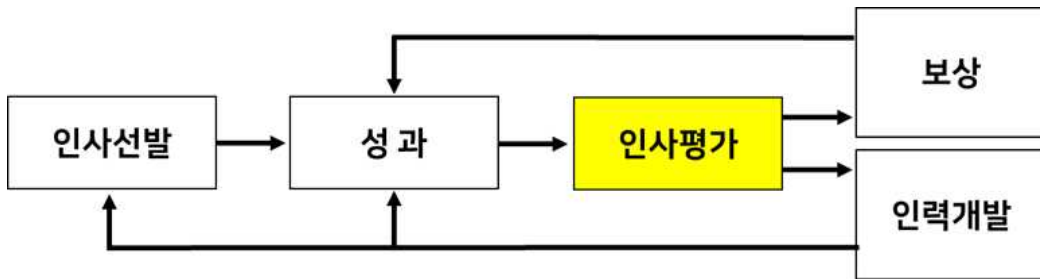 인사선발
성 과
인사평가
보상
인력개발